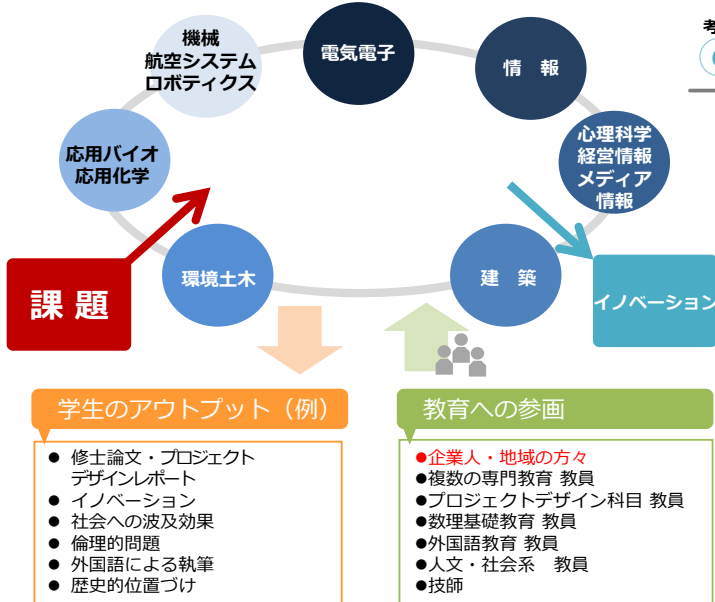 機械
航空システム
ロボティクス
電気電子
情　報
考
応用バイオ
応用化学
心理科学
経営情報
メディア
情報
課 題
環境土木
建　築
イノベーション
学生のアウトプット（例）
● 修士論文・プロジェクト
デザインレポート
● イノベーション
● 社会への波及効果
● 倫理的問題
● 外国語による執筆
● 歴史的位置づけ
教育への参画
●企業人・地域の方々
●複数の専門教育 教員
●プロジェクトデザイン科目 教員
●数理基礎教育 教員
●外国語教育 教員
●人文・社会系　教員
●技師